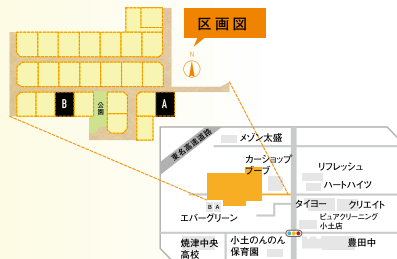 区画図
N
B
公園
A
東名高速道路
メゾン太盛
カーショップ
ブーブ
リフレッシュ
ハートハイツ
B A
タイヨー
クリエイト
エバーグリーン
ピュアクリーニング
小土店
焼津中央
高校
小土のんのん
保育園
豊田中